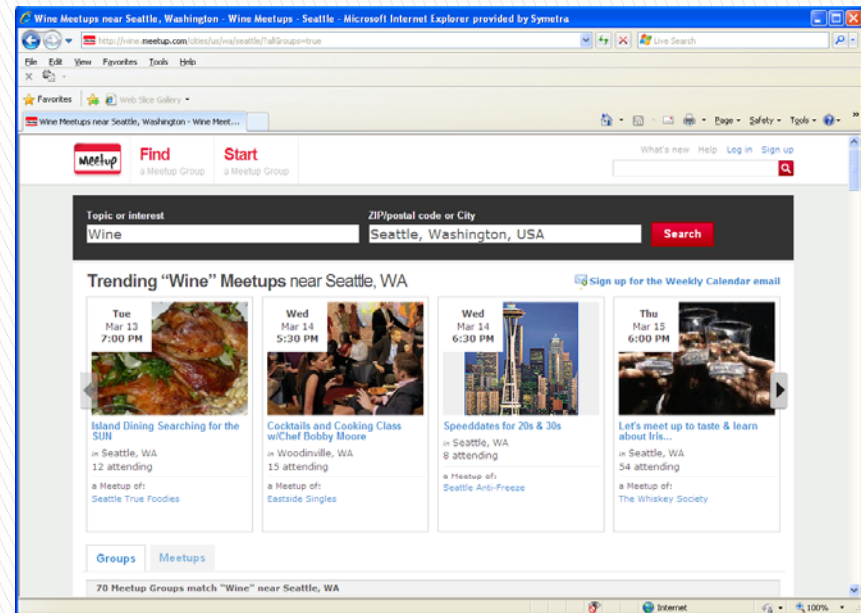 Wine Meetups near Seattle, Washington - Wine Meetups - Seattle - Microsoft Internet Explorer provided by Symetra
http://wine.meetup.com/cities/us/wa/seattle/?allGroups=true
Live Search
File Edit View Favorites Tools Help
Favorites Web Slice Gallery
Wine Meetups near Seattle, Washington - Wine Meet...
Page Safety Tools
Meetup
Find
a Meetup Group
Start
a Meetup Group
What's new Help Log in Sign up
Topic or interest
Wine
ZIP/postal code or City
Seattle, Washington, USA
Search
Trending “Wine” Meetups near Seattle, WA
Sign up for the Weekly Calendar email
Tue
Mar 13
7:00 PM
Island Dining Searching for the
SUN
in Seattle, WA
12 attending
a Meetup of:
Seattle True Foodies
Wed
Mar 14
5:30 PM
Cocktails and Cooking Class
w/Chef Bobby Moore
in Woodinville, WA
15 attending
a Meetup of:
Eastside Singles
Wed
Mar 14
6:30 PM
Speeddates for 20s & 30s
in Seattle, WA
8 attending
a Meetup of:
Seattle Anti-Freeze
Thu
Mar 15
6:00 PM
Let's meet up to taste & learn
about Iris...
in Seattle, WA
54 attending
a Meetup of:
The Whiskey Society
Groups Meetups
70 Meetup Groups match "Wine" near Seattle, WA
Internet
100%